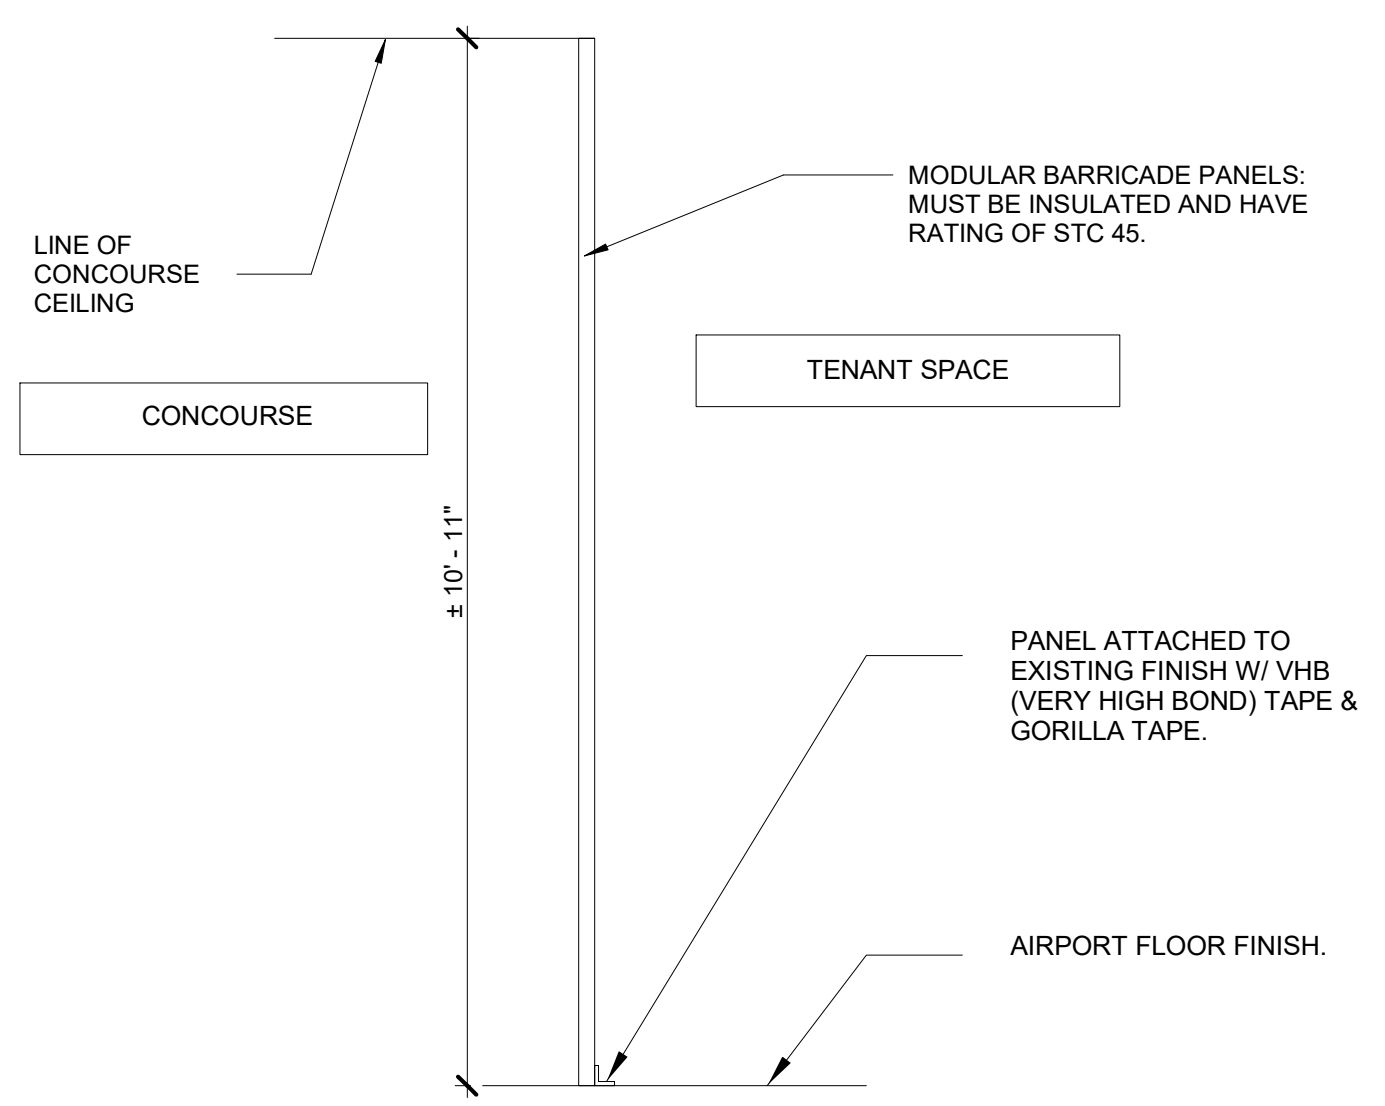 MODULAR BARRICADE PANELS:
MUST BE INSULATED AND HAVE
RATING OF STC 45.
LINE OF
CONCOURSE
CEILING
TENANT SPACE
CONCOURSE
± 10' - 11"
PANEL ATTACHED TO
EXISTING FINISH W/ VHB
(VERY HIGH BOND) TAPE &
GORILLA TAPE.
AIRPORT FLOOR FINISH.